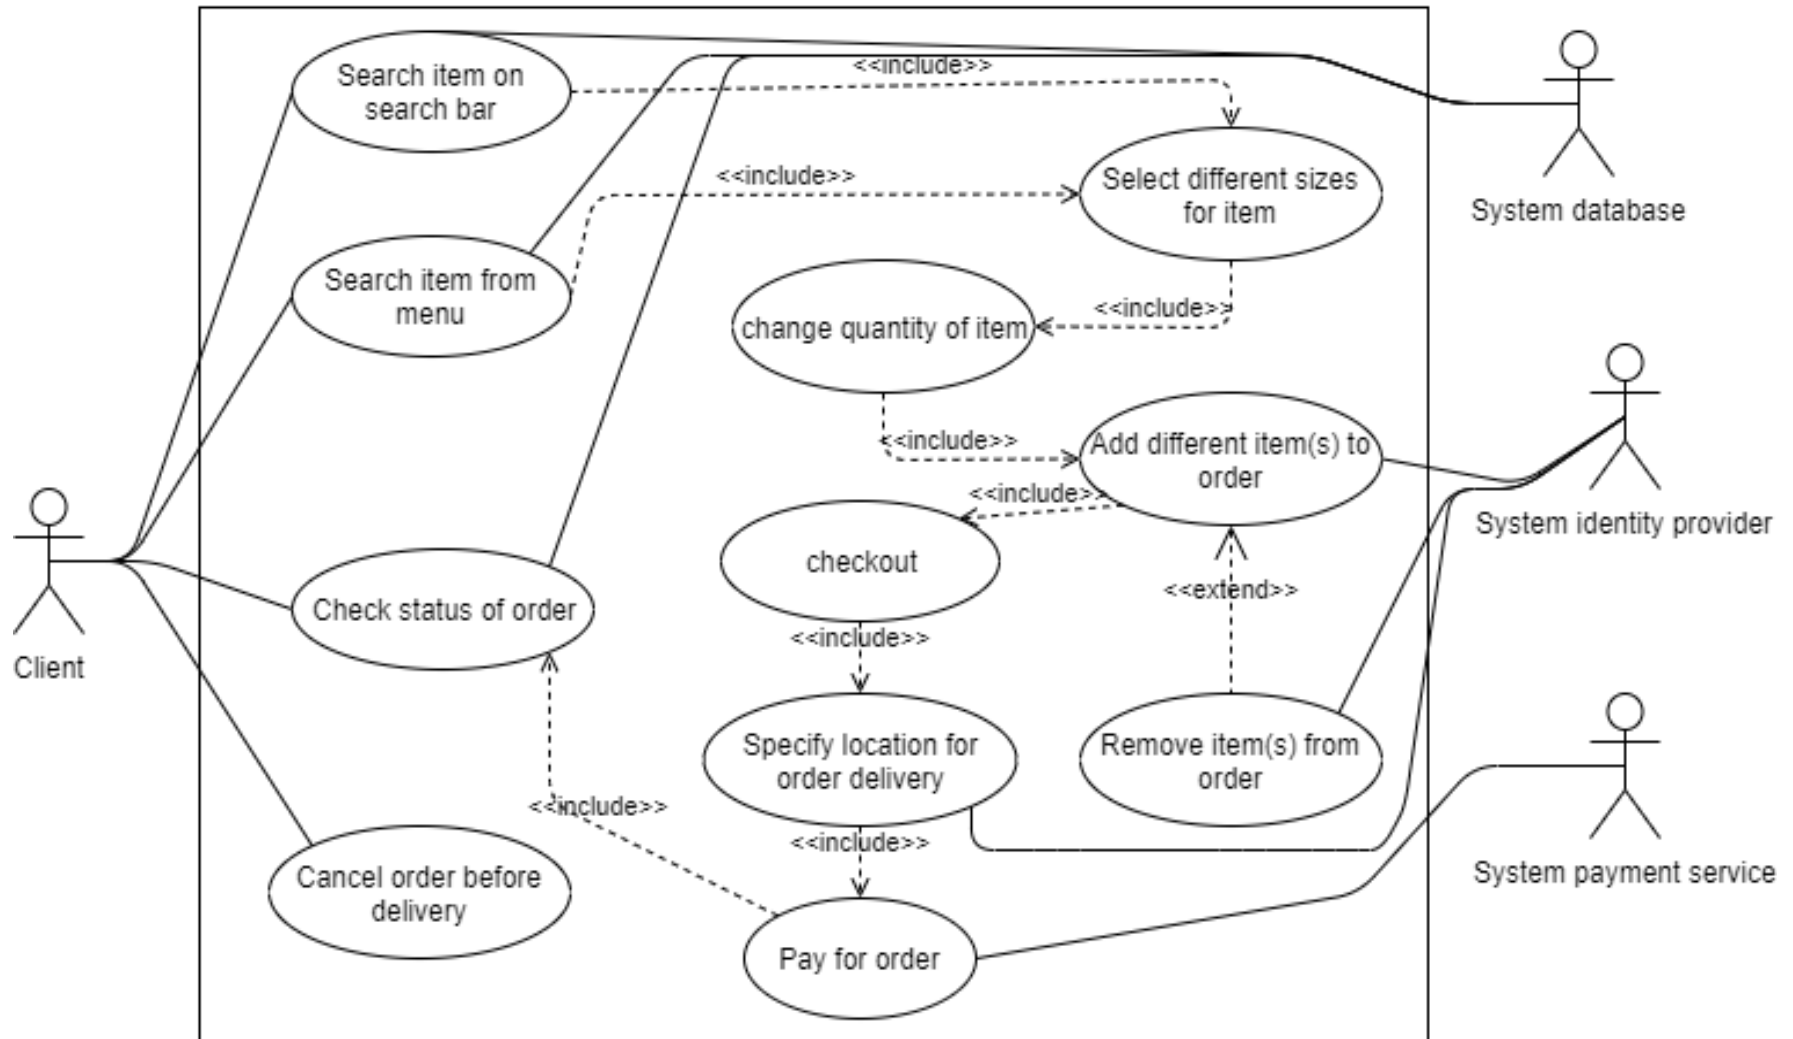 Search item on
search bar
<<include>>
System database
<<include>>
Select different sizes
for item
Search item from
menu
<<include>>
change quantity of item
<<include>>
Add different item(s) to
order
<<include>>
System identity provider
Client
checkout
<<extend>>
Check status of order
<<include>>
Specify location for
order delivery
Remove item(s) from
order
<<include>>
<<include>>
System payment service
Cancel order before
delivery
Pay for order